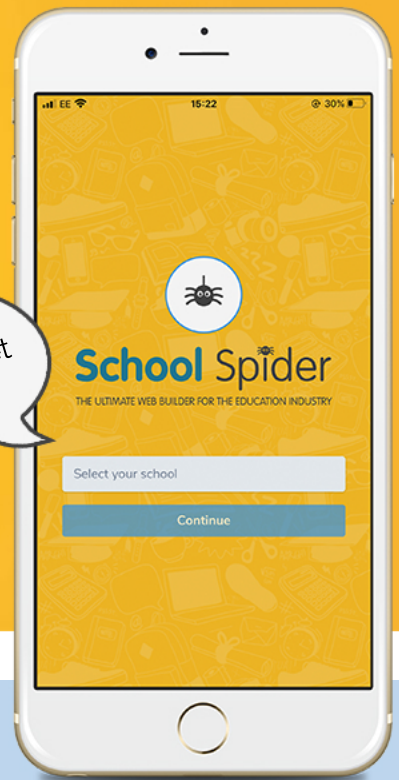 EE 15:22 30%
School Spider
THE ULTIMATE WEB BUILDER FOR THE EDUCATION INDUSTRY
Select your school
Continue